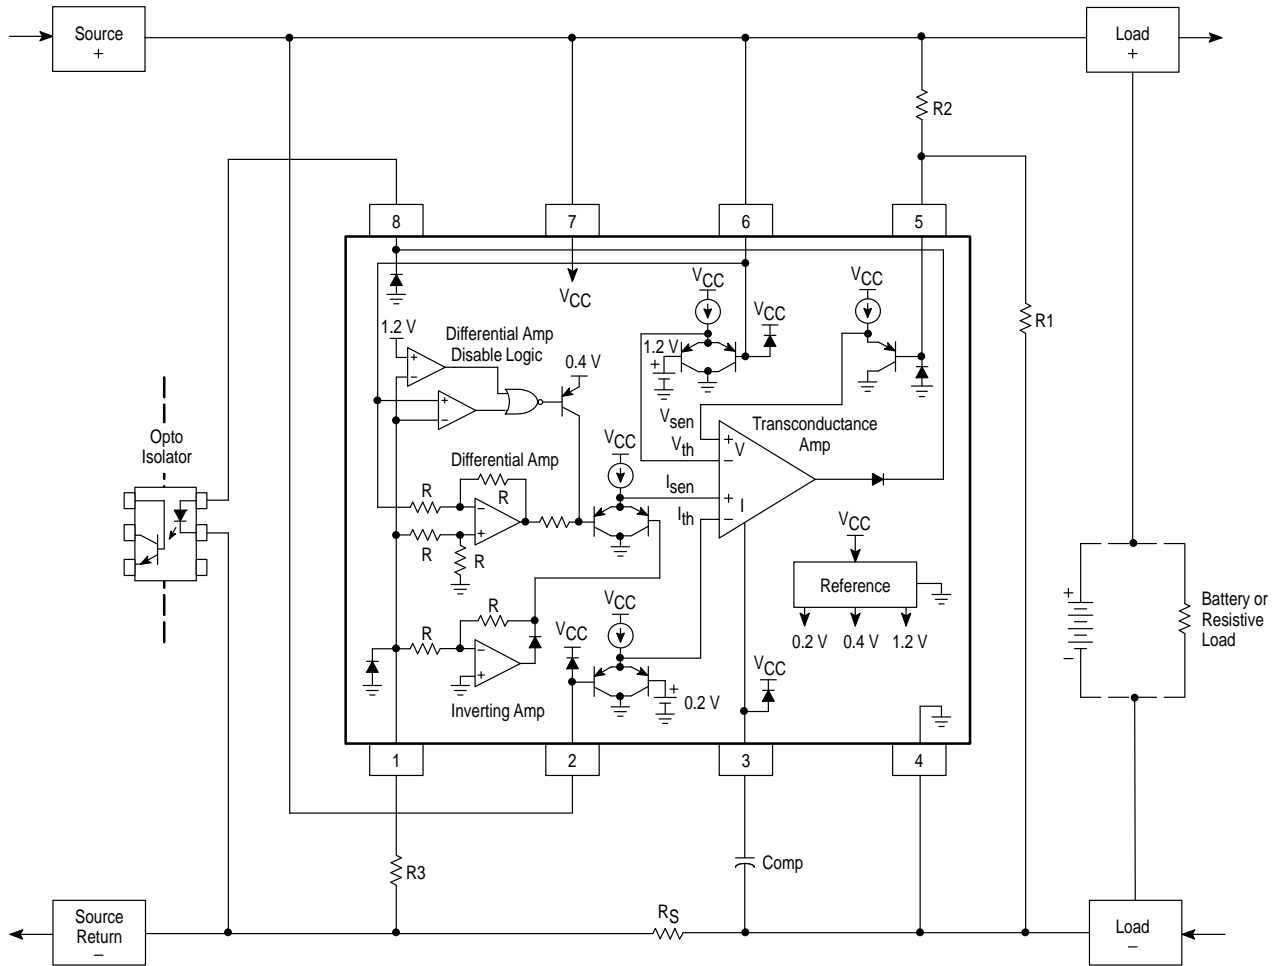 Source
+
Load
+
R2
8
7
6
5
VCC
VCC
VCC
VCC
R1
1.2 V
Differential Amp
Disable Logic
0.4 V
1.2 V
+
+
−
+
−
Opto
Isolator
Vsen
Vth
Transconductance
Amp
+
V
−
VCC
Isen
Ith
+
I
−
Differential Amp
R
R
−
+
R
R
VCC
Reference
0.2 V
0.4 V
1.2 V
+
−
Battery or
Resistive
Load
R
R
−
+
VCC
VCC
Inverting Amp
+
0.2 V
VCC
1
2
3
4
R3
Comp
RS
Source
Return
−
Load
−